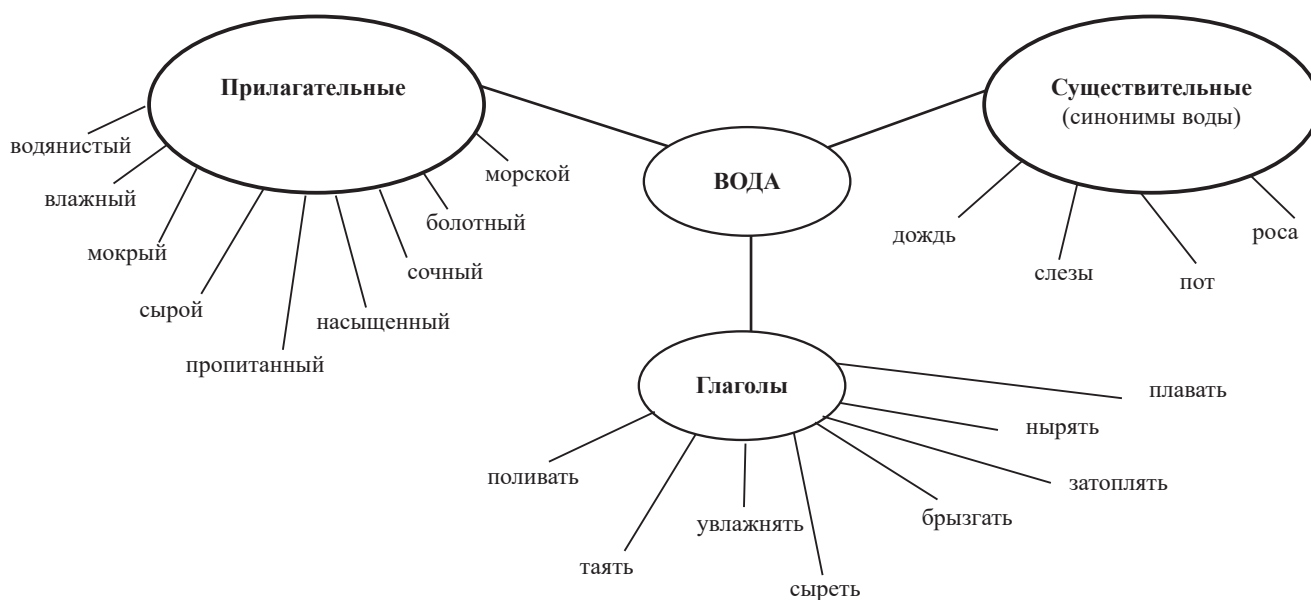 Прилагательные
водянистый
влажный
мокрый
сырой
пропитанный
насыщенный
сочный
болотный
морской
ВОДА
Существительные
(синонимы воды)
дождь
слезы
пот
роса
Глаголы
поливать
таять
увлажнять
сыреть
брызгать
затоплять
нырять
плавать